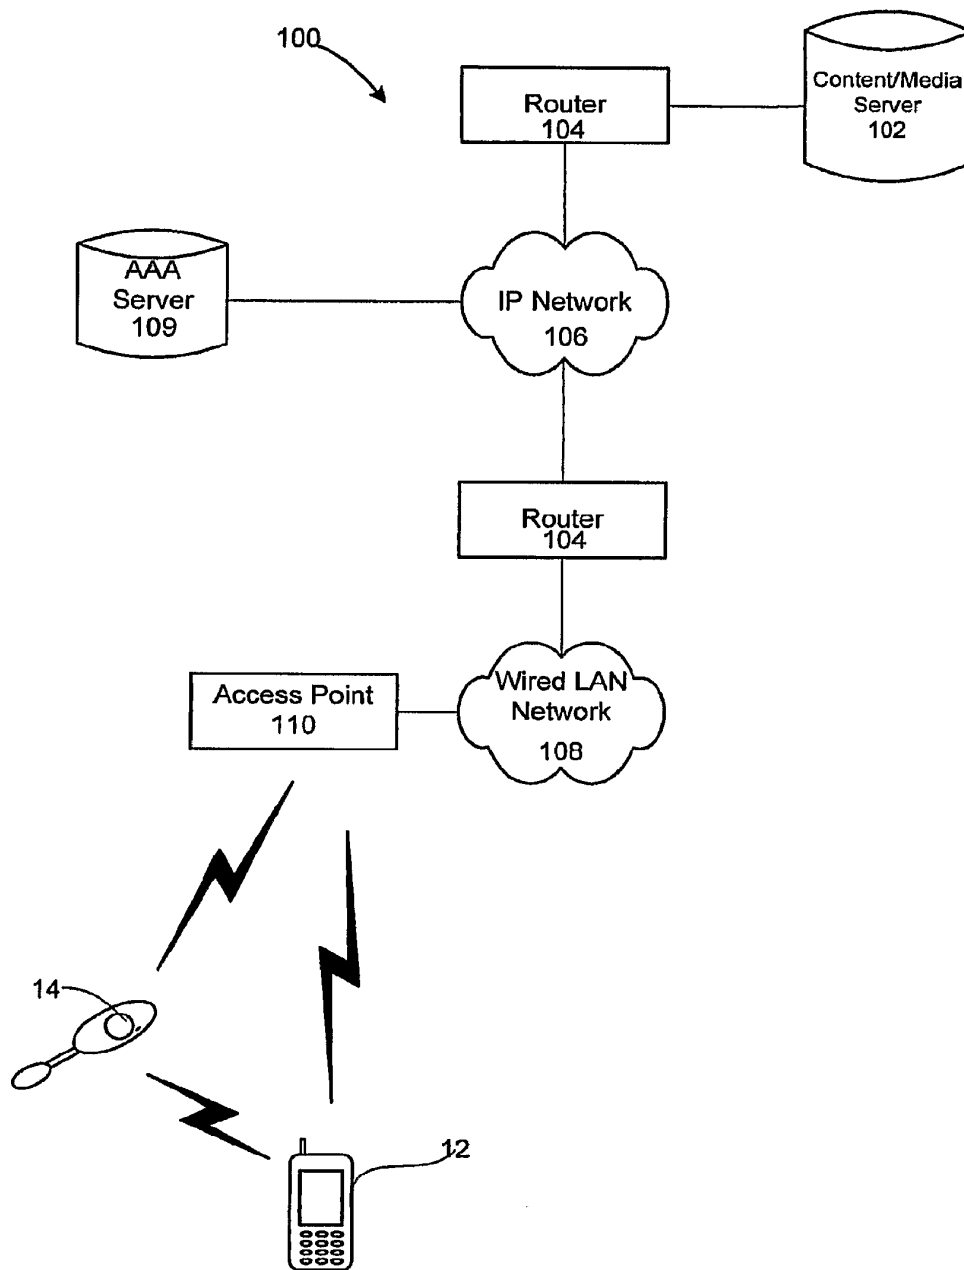 100
Router
104
Content/Media
Server
102
AAA
Server
109
IP Network
106
Router
104
Access Point
110
Wired LAN
Network
108
14
12